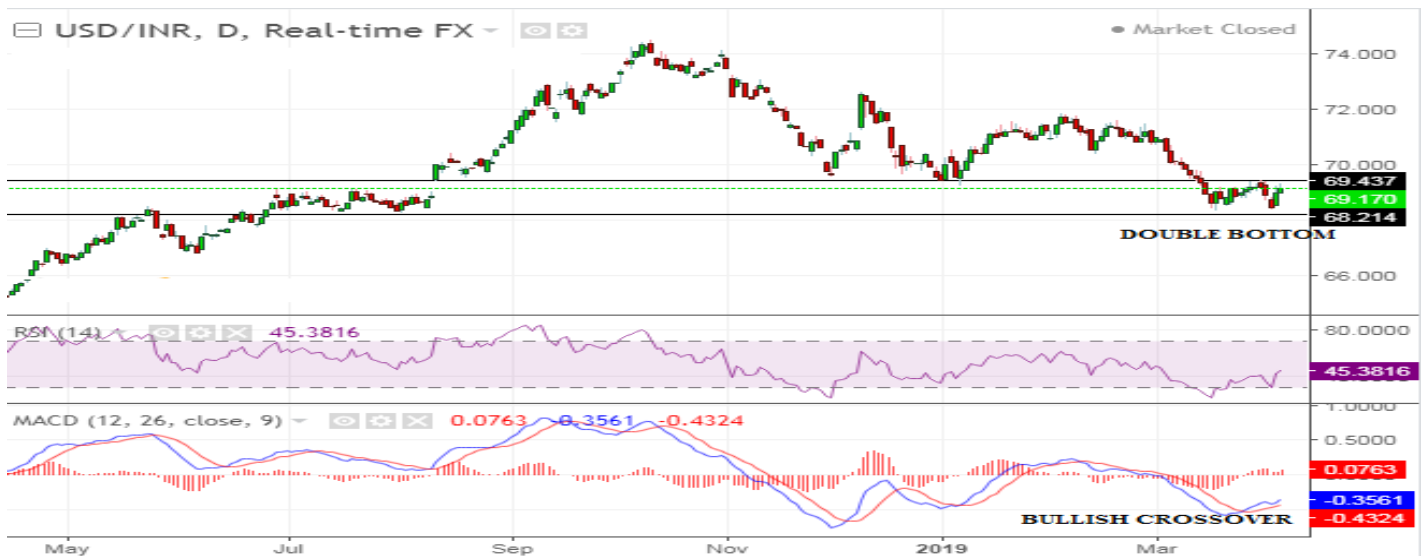 USD/INR, D, Real-time FX
Market Closed
74.000
72.000
70.000
69.437
69.170
68.214
DOUBLE BOTTOM
66.000
RSI (14) 45.3816
80.0000
45.3816
MACD (12, 26, close, 9) 0.0763 -0.3561 -0.4324
1.0000
0.5000
0.0763
-0.3561
BULLISH CROSSOVER
-0.4324
May Jul Sep Nov 2019 Mar